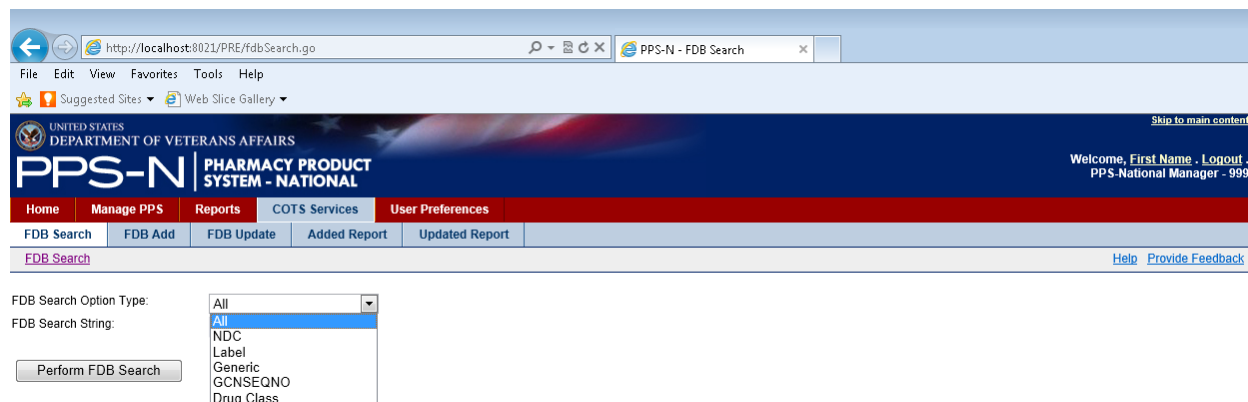 http://localhost:8021/PRE/fdbSearch.go
PPS-N - FDB Search
File Edit View Favorites Tools Help
Suggested Sites Web Slice Gallery
UNITED STATES
DEPARTMENT OF VETERANS AFFAIRS
PPS-N
PHARMACY PRODUCT
SYSTEM - NATIONAL
Skip to main content
Welcome, First Name . Logout .
PPS-National Manager - 999
Home Manage PPS Reports COTS Services User Preferences
FDB Search FDB Add FDB Update Added Report Updated Report
FDB Search Help Provide Feedback
FDB Search Option Type: All
FDB Search String:
All
NDC
Label
Generic
GCNSEQNO
Drug Class
Perform FDB Search